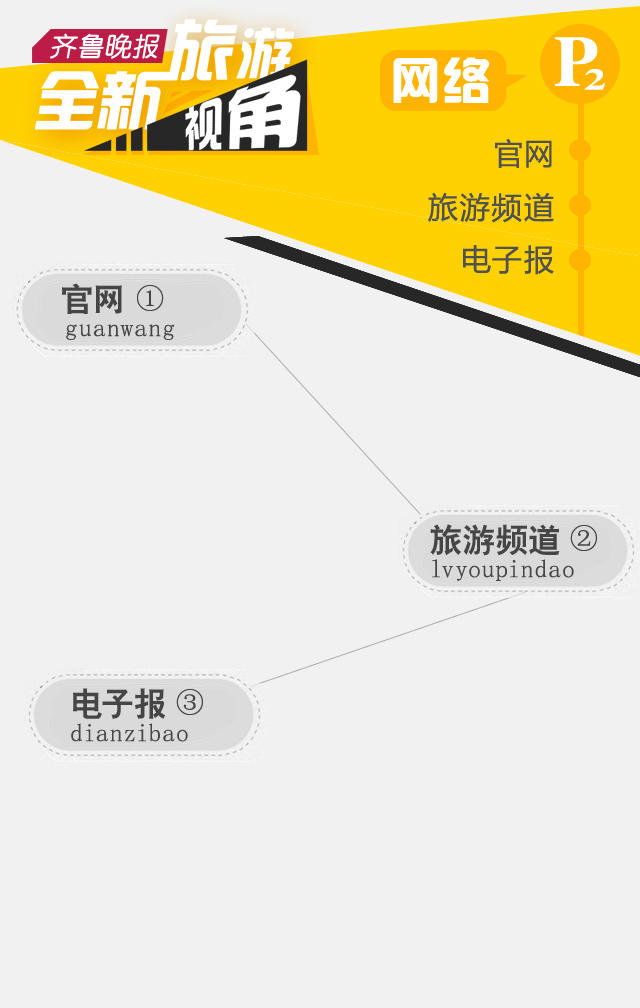 齐鲁晚报
全新旅游
视角
网络
P2
官网
旅游频道
电子报
官网 ①
guanwang
旅游频道 ②
lvyoupindao
电子报 ③
dianzibao